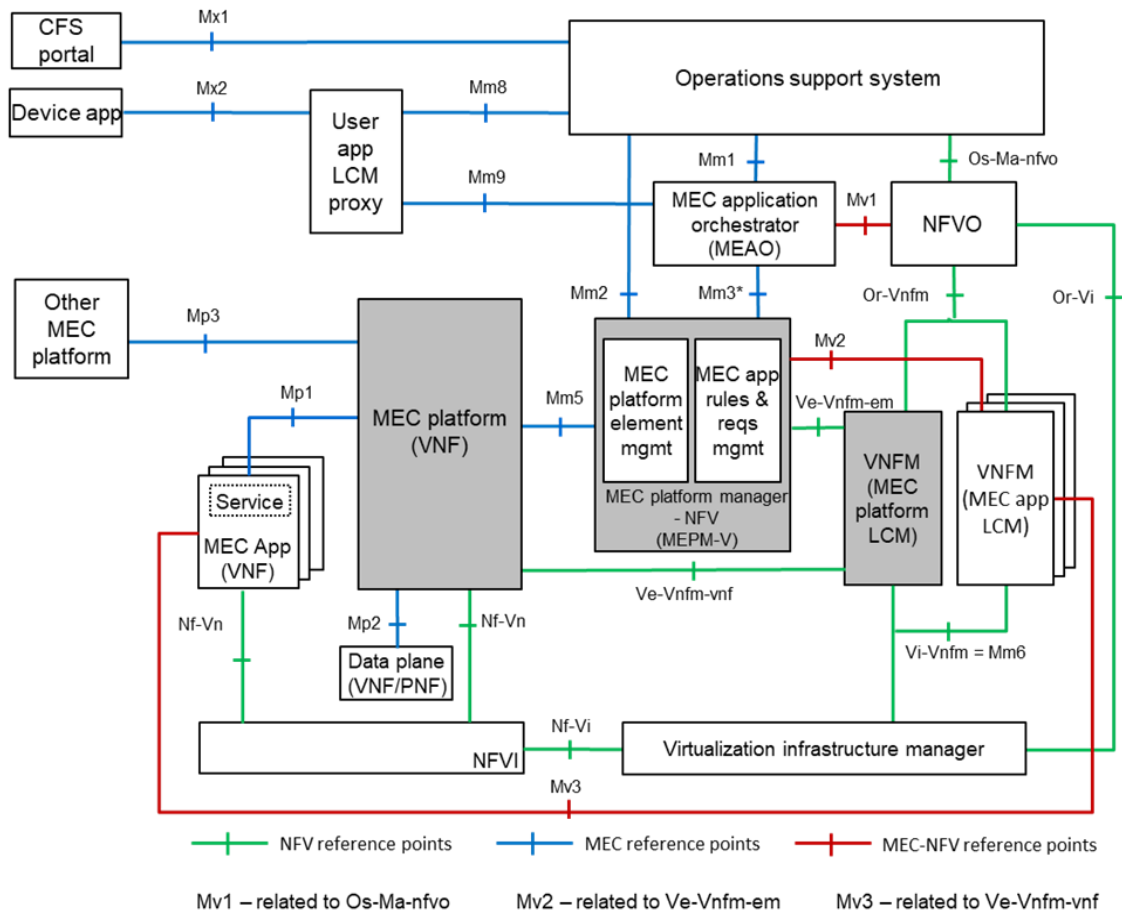 CFS
portal
Mx1
Operations support system
Device app
Mx2
User
app
LCM
proxy
Mm8
Mm9
Mm1
Os-Ma-nfvo
MEC application
orchestrator
(MEAO)
Mv1
NFVO
Other
MEC
platform
Mp3
Mm2
Mm3*
Or-Vnfm
Or-Vi
Mp1
MEC platform
(VNF)
Mm5
MEC
platform
element
mgmt
MEC app
rules &
reqs
mgmt
MEC platform manager
- NFV
(MEPM-V)
Mv2
Ve-Vnfm-em
VNFM
(MEC
platform
LCM)
VNFM
(MEC app
LCM)
Service
MEC App
(VNF)
Ve-Vnfm-vnf
Nf-Vn
Mp2
Nf-Vn
Vi-Vnfm = Mm6
Data plane
(VNF/PNF)
NFVI
Nf-Vi
Virtualization infrastructure manager
Mv3
NFV reference points
MEC reference points
MEC-NFV reference points
Mv1 – related to Os-Ma-nfvo
Mv2 – related to Ve-Vnfm-em
Mv3 – related to Ve-Vnfm-vnf